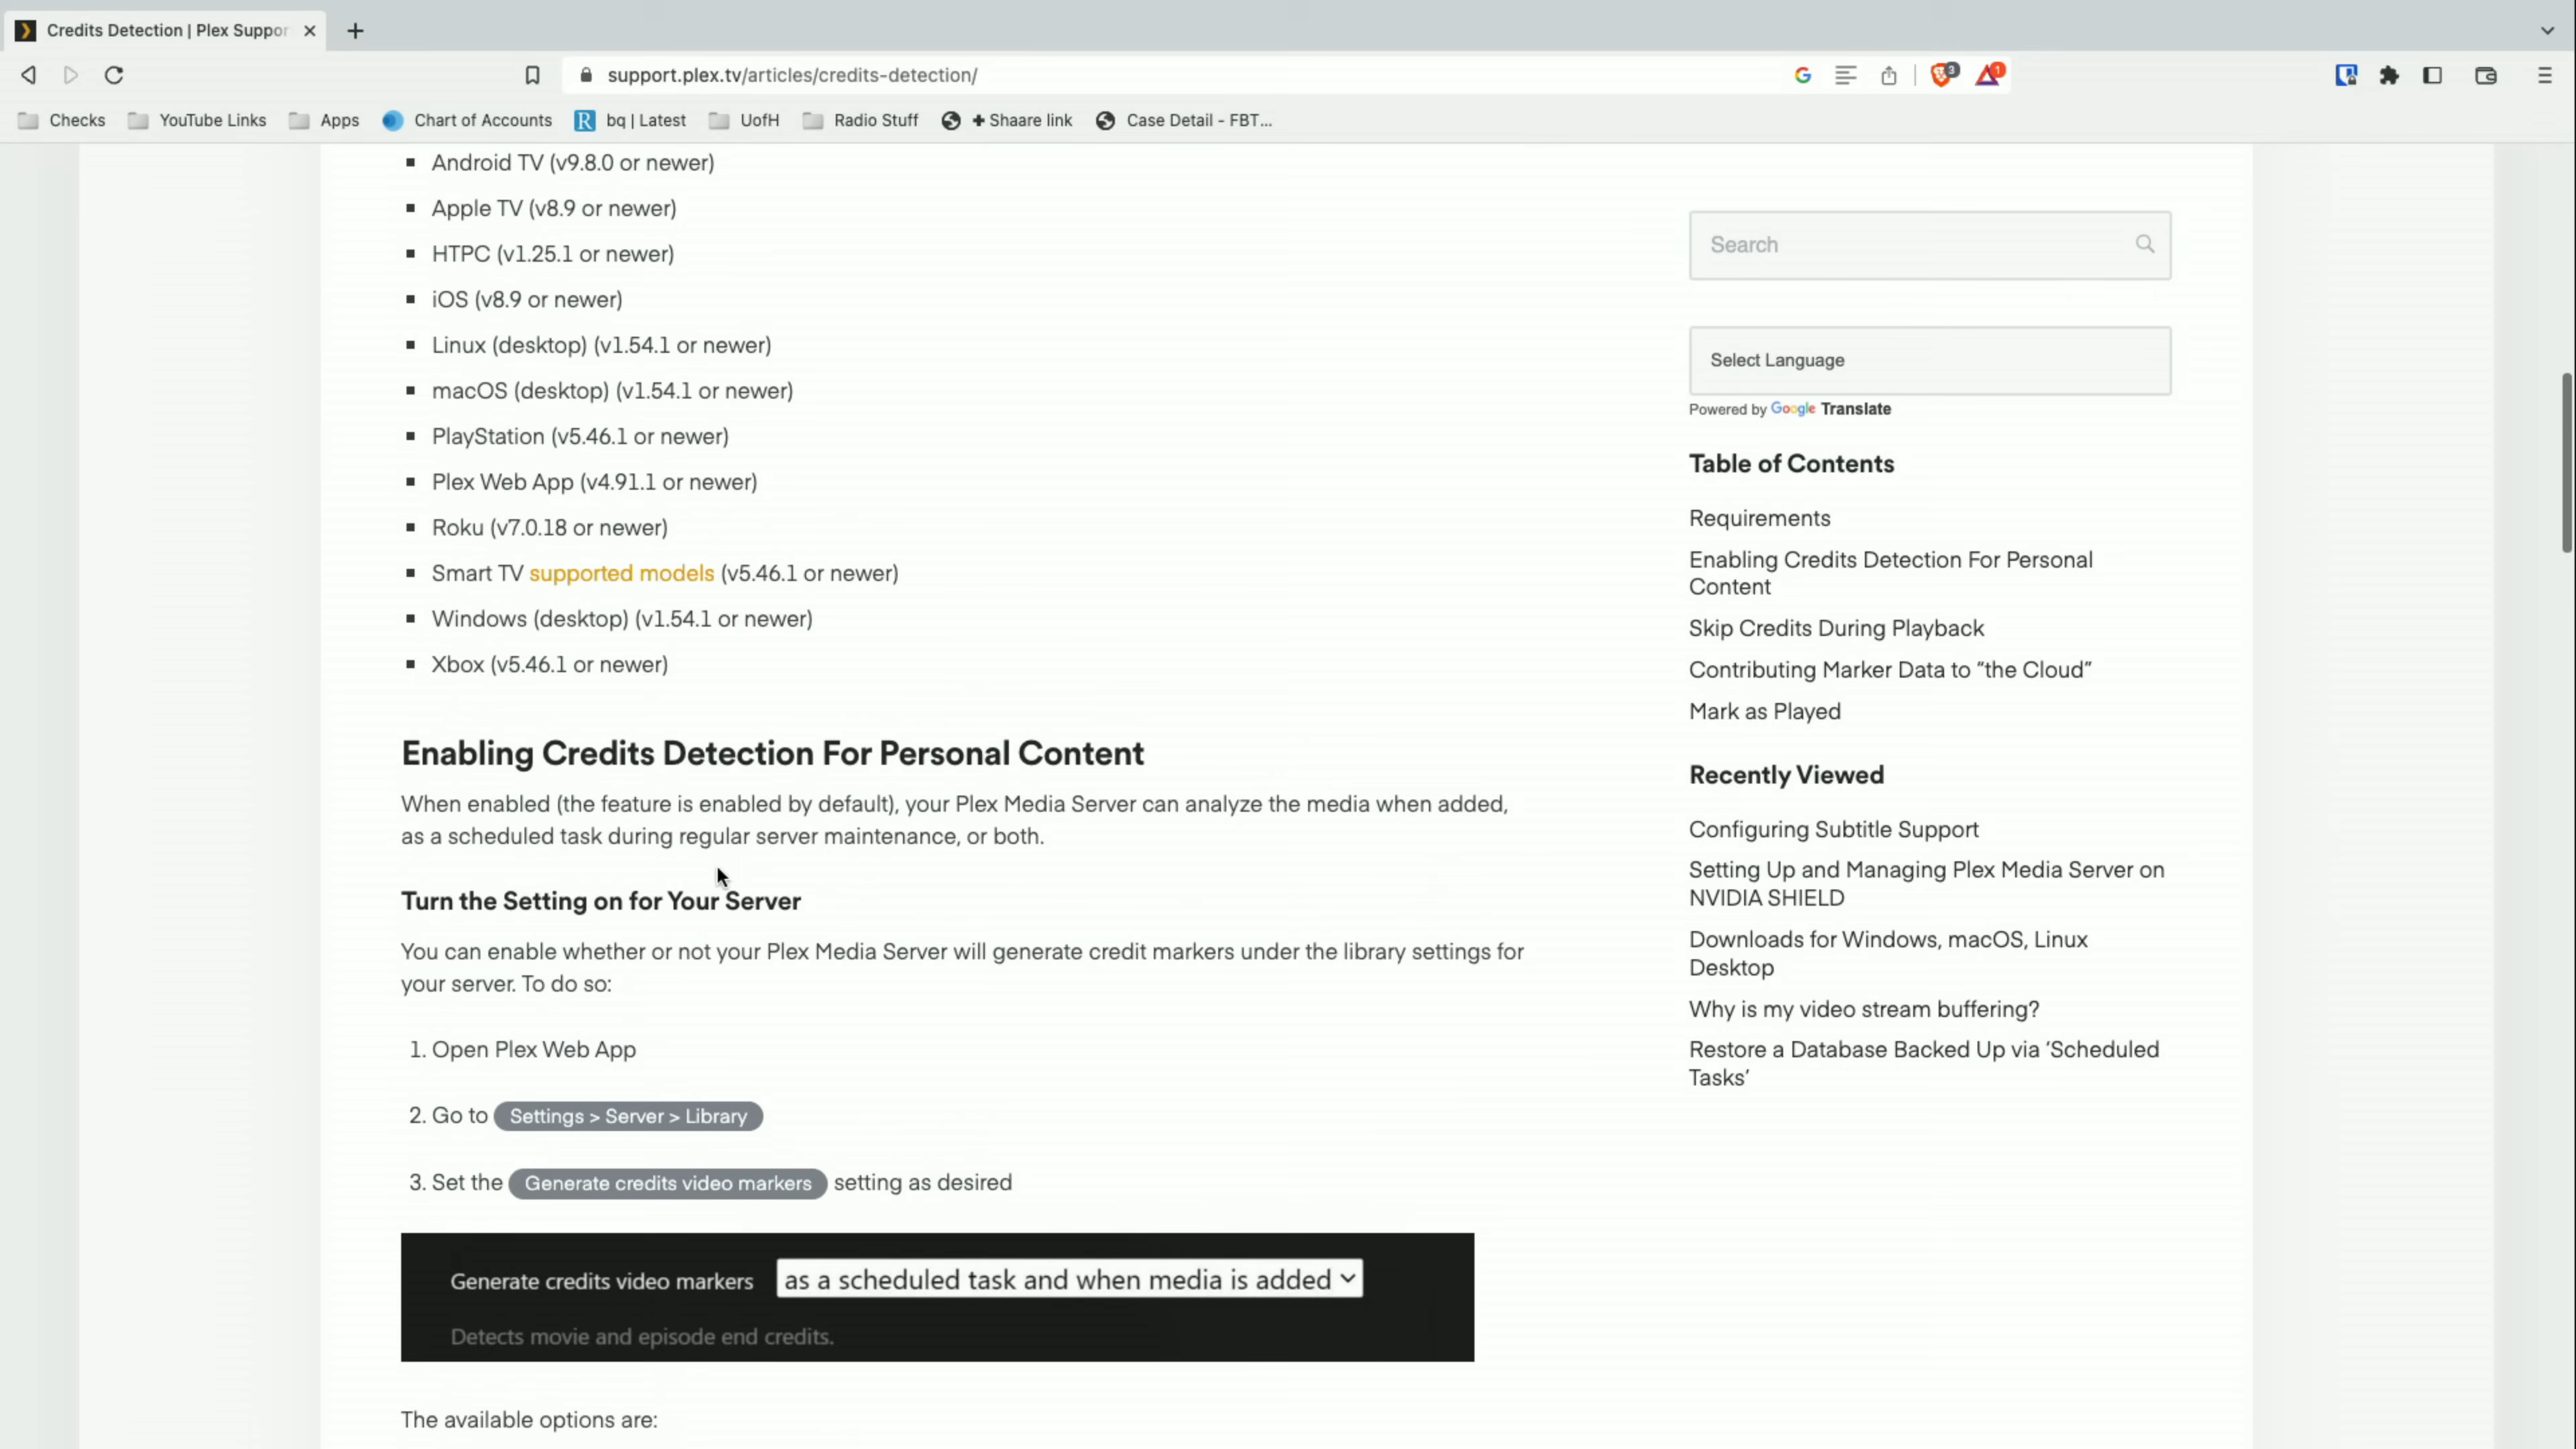 Credits Detection | Plex Suppor
support.plex.tv/articles/credits-detection/
3
1
Checks
YouTube Links
Apps
Chart of Accounts
R
bq | Latest
UofH
Radio Stuff
+ Shaare link
Case Detail - FBT...
Android TV (v9.8.0 or newer)
Apple TV (v8.9 or newer)
HTPC (v1.25.1 or newer)
iOS (v8.9 or newer)
Linux (desktop) (v1.54.1 or newer)
macOS (desktop) (v1.54.1 or newer)
PlayStation (v5.46.1 or newer)
Plex Web App (v4.91.1 or newer)
Roku (v7.0.18 or newer)
Smart TV supported models (v5.46.1 or newer)
Windows (desktop) (v1.54.1 or newer)
Xbox (v5.46.1 or newer)
Enabling Credits Detection For Personal Content
When enabled (the feature is enabled by default), your Plex Media Server can analyze the media when added,
as a scheduled task during regular server maintenance, or both.
Turn the Setting on for Your Server
You can enable whether or not your Plex Media Server will generate credit markers under the library settings for
your server. To do so:
1. Open Plex Web App
2. Go to Settings > Server > Library
3. Set the Generate credits video markers setting as desired
Generate credits video markers as a scheduled task and when media is added
Detects movie and episode end credits.
The available options are:
Search
Select Language
Powered by Google Translate
Table of Contents
Requirements
Enabling Credits Detection For Personal
Content
Skip Credits During Playback
Contributing Marker Data to “the Cloud”
Mark as Played
Recently Viewed
Configuring Subtitle Support
Setting Up and Managing Plex Media Server on
NVIDIA SHIELD
Downloads for Windows, macOS, Linux
Desktop
Why is my video stream buffering?
Restore a Database Backed Up via ‘Scheduled
Tasks’